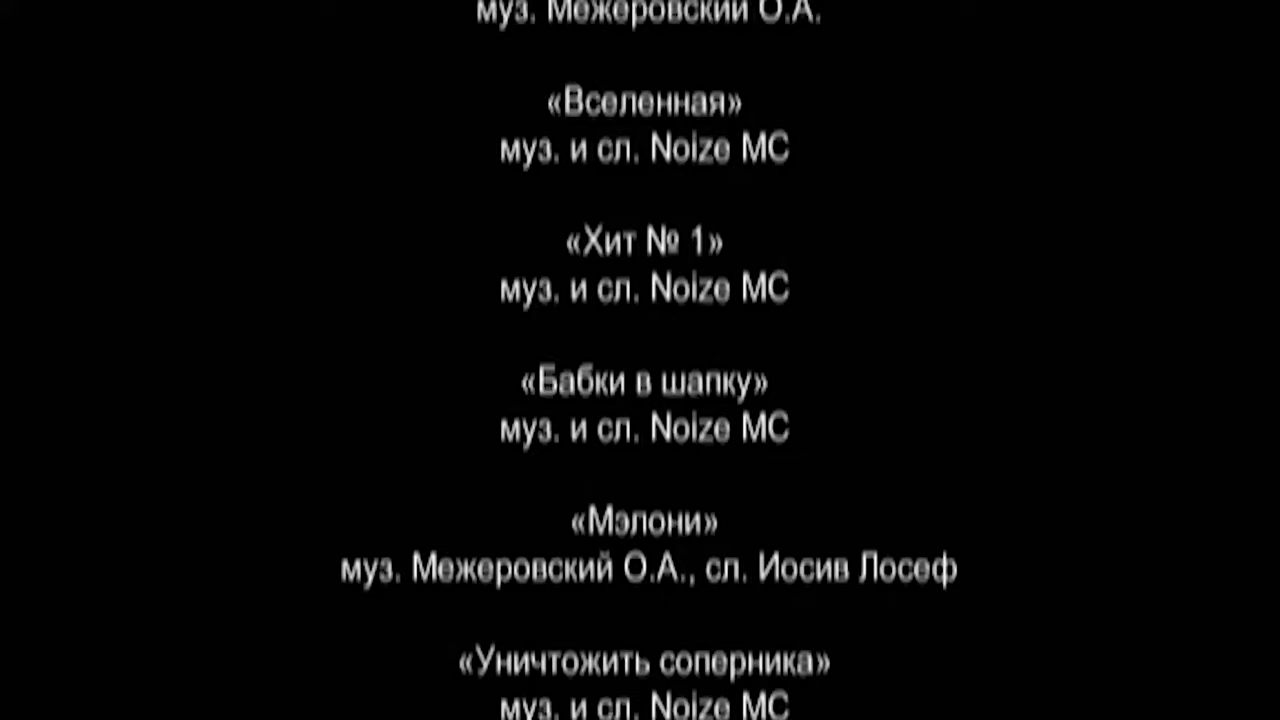 муз. Межеровский О.А.
«Вселенная»
муз. и сл. Noize MC
«Хит № 1»
муз. и сл. Noize MC
«Бабки в шапку»
муз. и сл. Noize MC
«Мэлони»
муз. Межеровский О.А., сл. Иосив Лосеф
«Уничтожить соперника»
муз. и сл. Noize MC